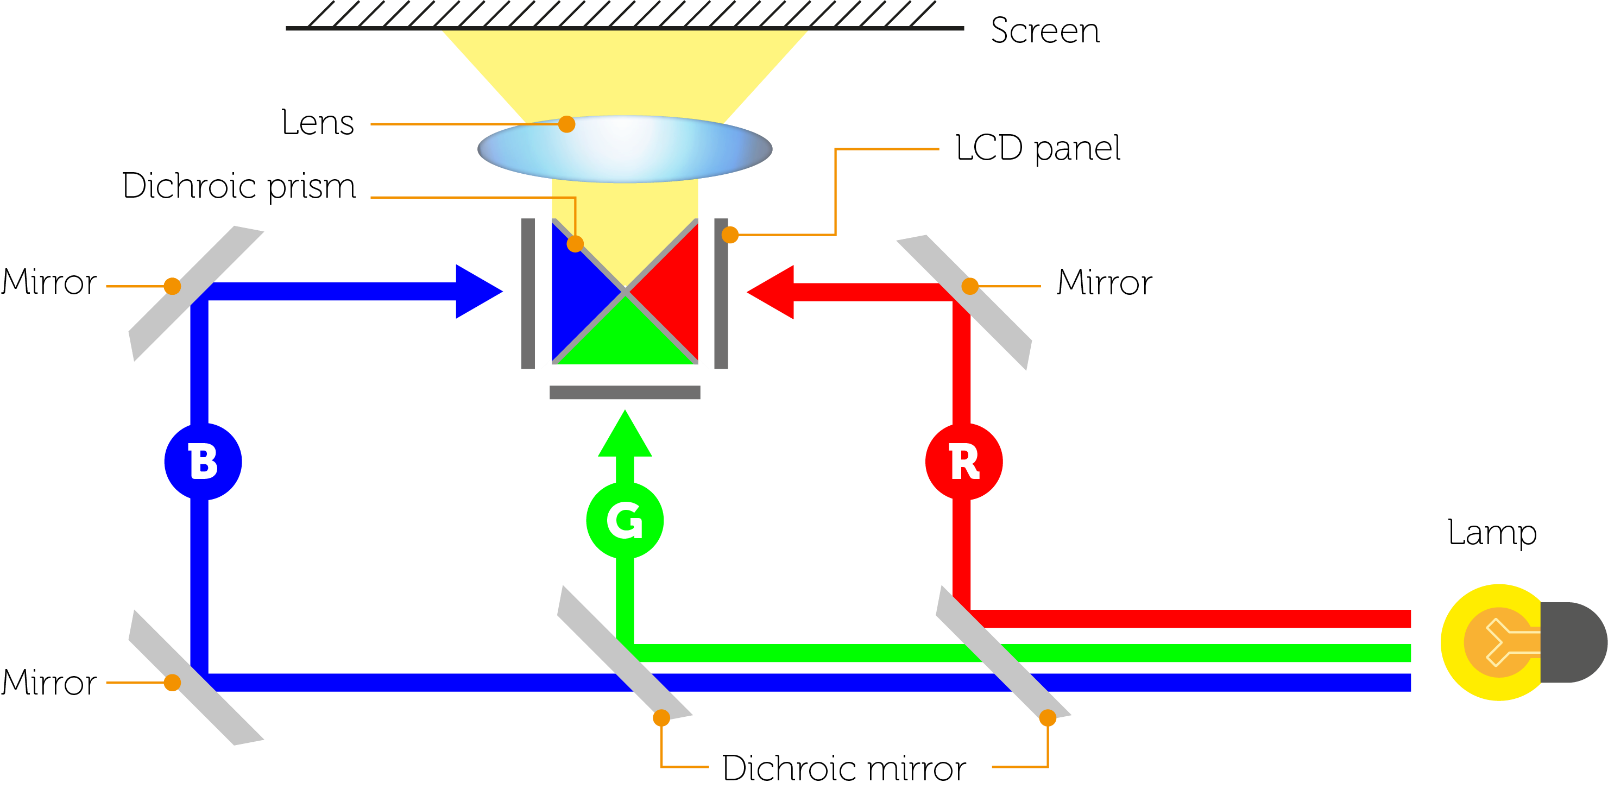 Screen
Lens
LCD panel
Dichroic prism
Mirror
Mirror
B
R
G
Lamp
Mirror
Dichroic mirror